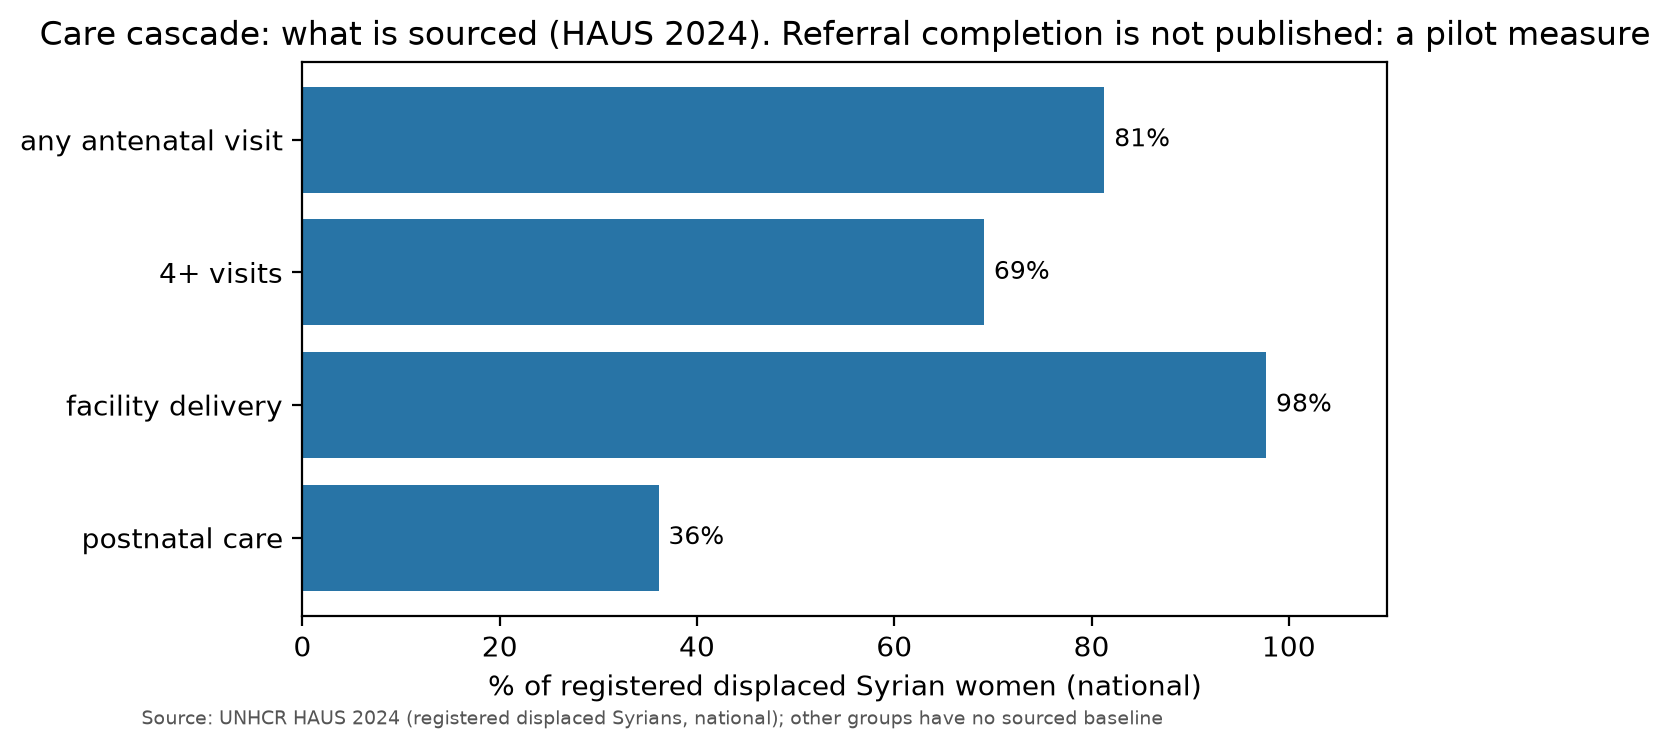 Care cascade: what is sourced (HAUS 2024). Referral completion is not published: a pilot measure
any antenatal visit
81%
4+ visits
69%
facility delivery
98%
postnatal care
36%
0 20 40 60 80 100
% of registered displaced Syrian women (national)
Source: UNHCR HAUS 2024 (registered displaced Syrians, national); other groups have no sourced baseline